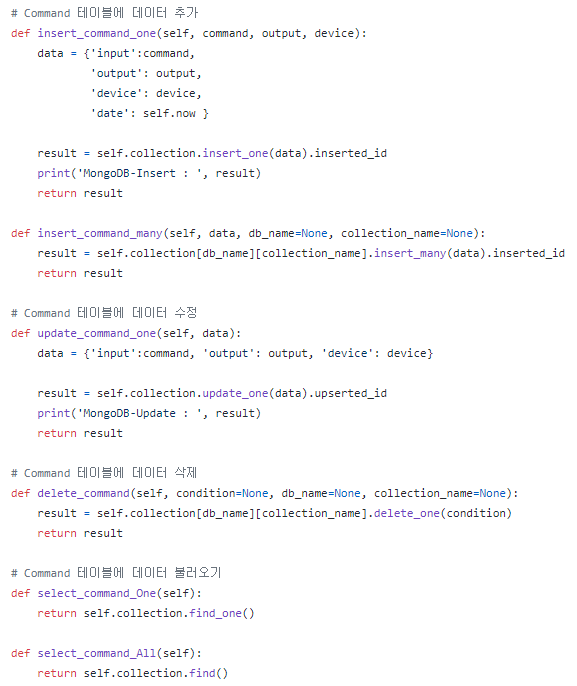 # Command 테이블에 데이터 추가
def insert_command_one(self, command, output, device):
    data = {'input':command,
            'output': output,
            'device': device,
            'date': self.now }
    result = self.collection.insert_one(data).inserted_id
    print('MongoDB-Insert : ', result)
    return result
def insert_command_many(self, data, db_name=None, collection_name=None):
    result = self.collection[db_name][collection_name].insert_many(data).inserted_id
    return result
# Command 테이블에 데이터 수정
def update_command_one(self, data):
    data = {'input':command, 'output': output, 'device': device}
    result = self.collection.update_one(data).upserted_id
    print('MongoDB-Update : ', result)
    return result
# Command 테이블에 데이터 삭제
def delete_command(self, condition=None, db_name=None, collection_name=None):
    result = self.collection[db_name][collection_name].delete_one(condition)
    return result
# Command 테이블에 데이터 불러오기
def select_command_One(self):
    return self.collection.find_one()
def select_command_All(self):
    return self.collection.find()